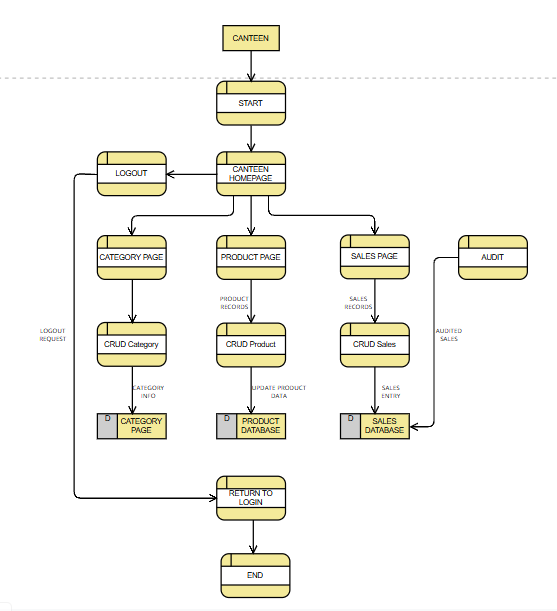 CANTEEN
START
LOGOUT
CANTEEN
HOMEPAGE
CATEGORY PAGE
PRODUCT PAGE
SALES PAGE
AUDIT
PRODUCT
RECORDS
SALES
RECORDS
LOGOUT
REQUEST
CRUD Category
CRUD Product
CRUD Sales
AUDITED
SALES
CATEGORY
INFO
UPDATE PRODUCT
DATA
SALES
ENTRY
D
CATEGORY
PAGE
D
PRODUCT
DATABASE
D
SALES
DATABASE
RETURN TO
LOGIN
END